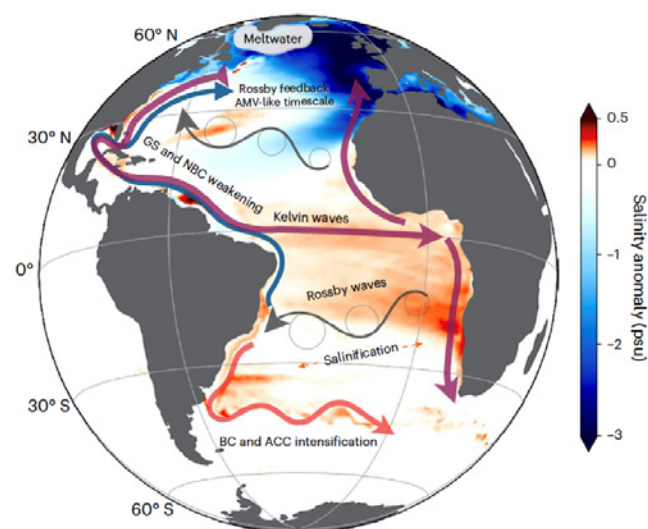 60° N
Meltwater
Rossby feedback
AMV-like timescale
30° N
GS and NBC weakening
Kelvin waves
0°
Rossby waves
Salinification
30° S
BC and ACC intensification
60° S
0.5
0
−1
−2
−3
Salinity anomaly (psu)